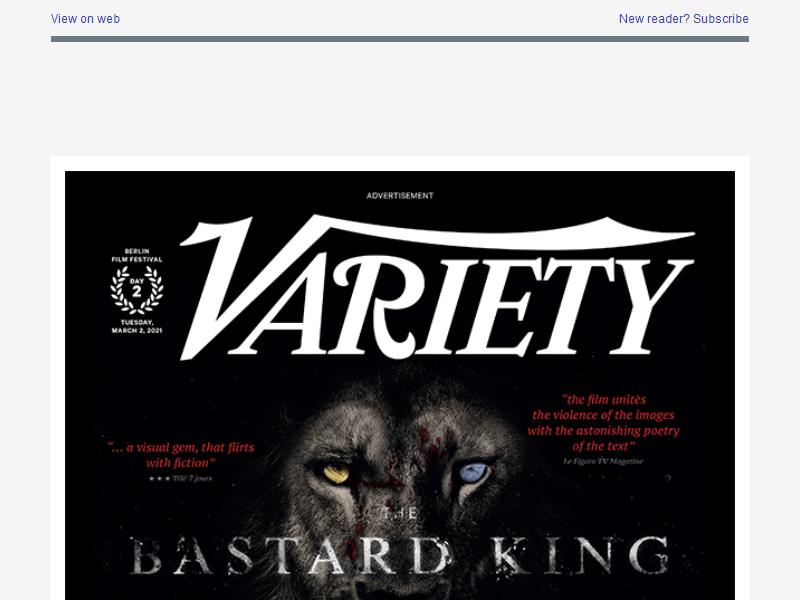 View on web
New reader? Subscribe
ADVERTISEMENT
VARIETY
BERLIN
FILM FESTIVAL
DAY
2
TUESDAY,
MARCH 2, 2021
"the film unitès
the violence of the images
with the astonishing poetry
of the text"
Le Figaro TV Magazine
"... a visual gem, that flirts
with fiction"
★★★ Télé 7 Jours
THE
BASTARD KING